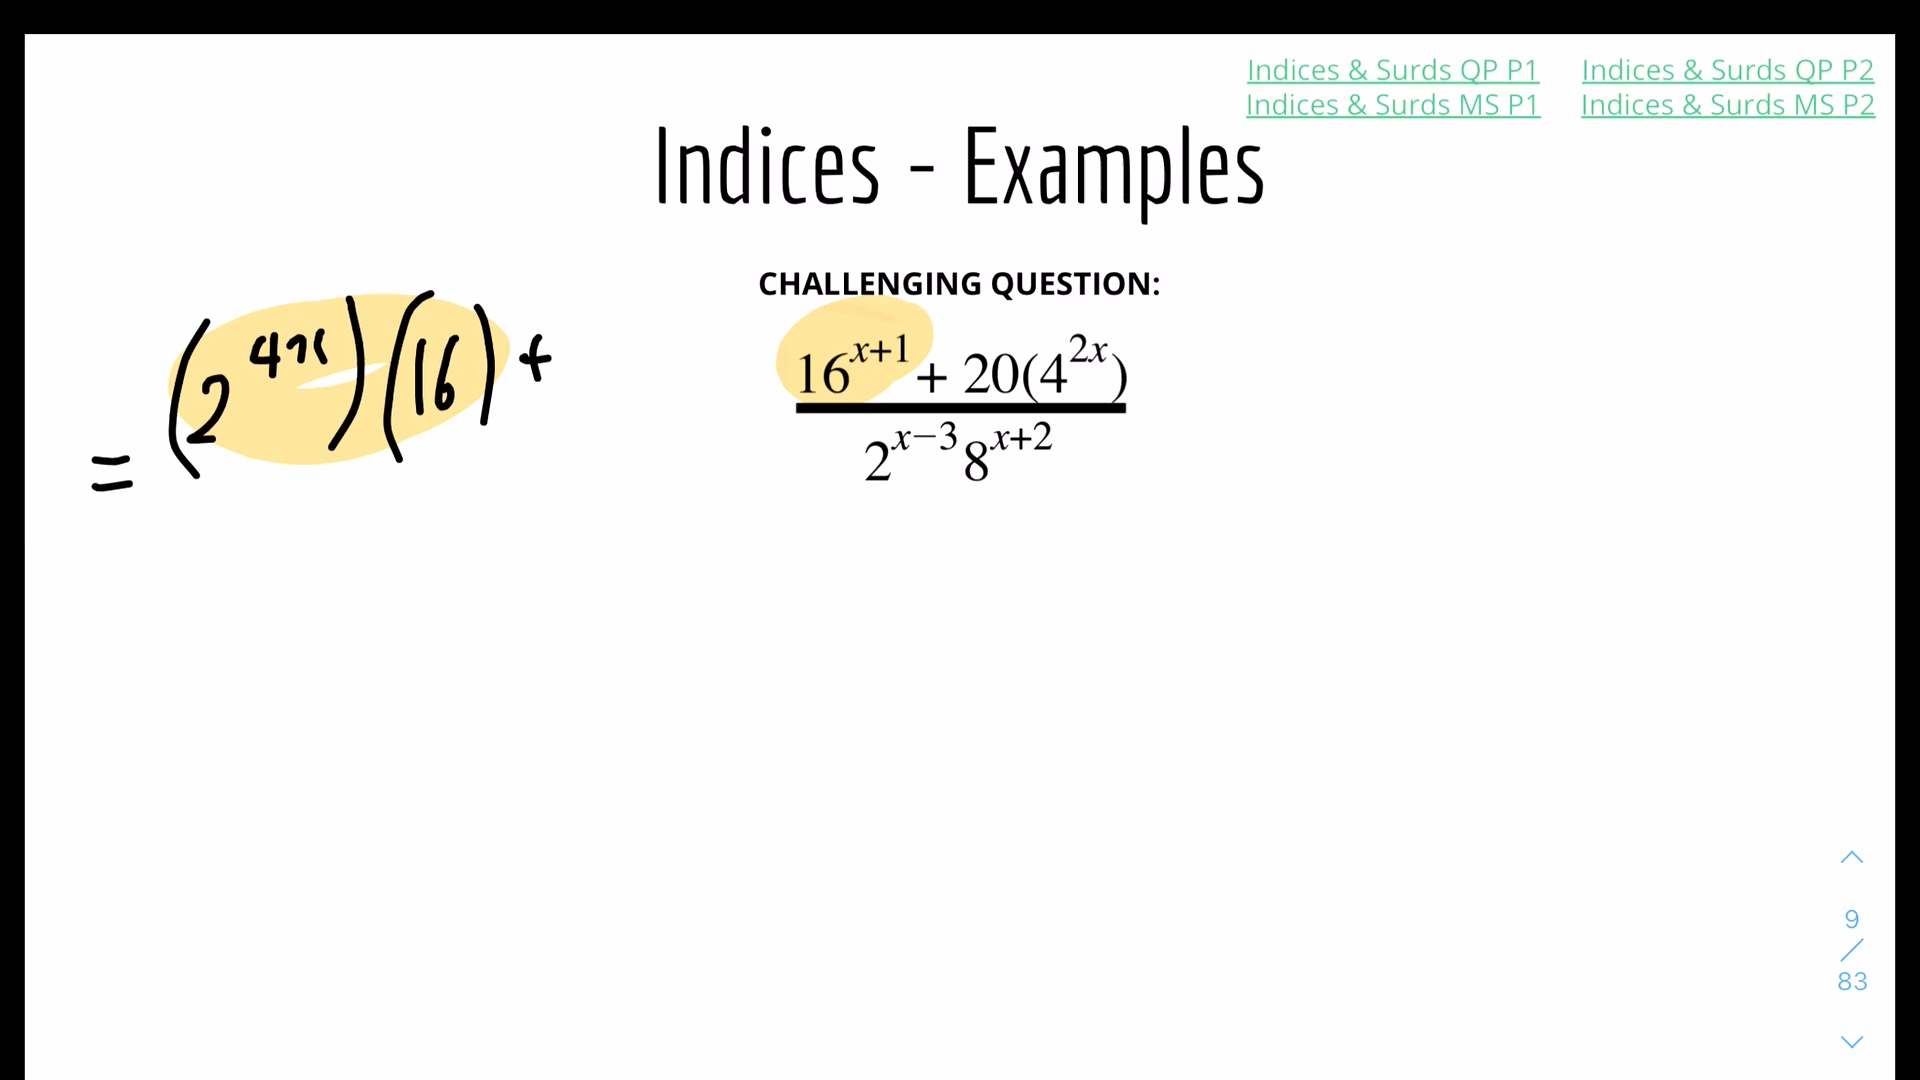 Indices & Surds QP P1 Indices & Surds QP P2
Indices & Surds MS P1 Indices & Surds MS P2
Indices - Examples
CHALLENGING QUESTION:
16^{x+1} + 20(4^{2x})
2^{x−3}8^{x+2}
= (2^{4x})(16) +
9
/
83